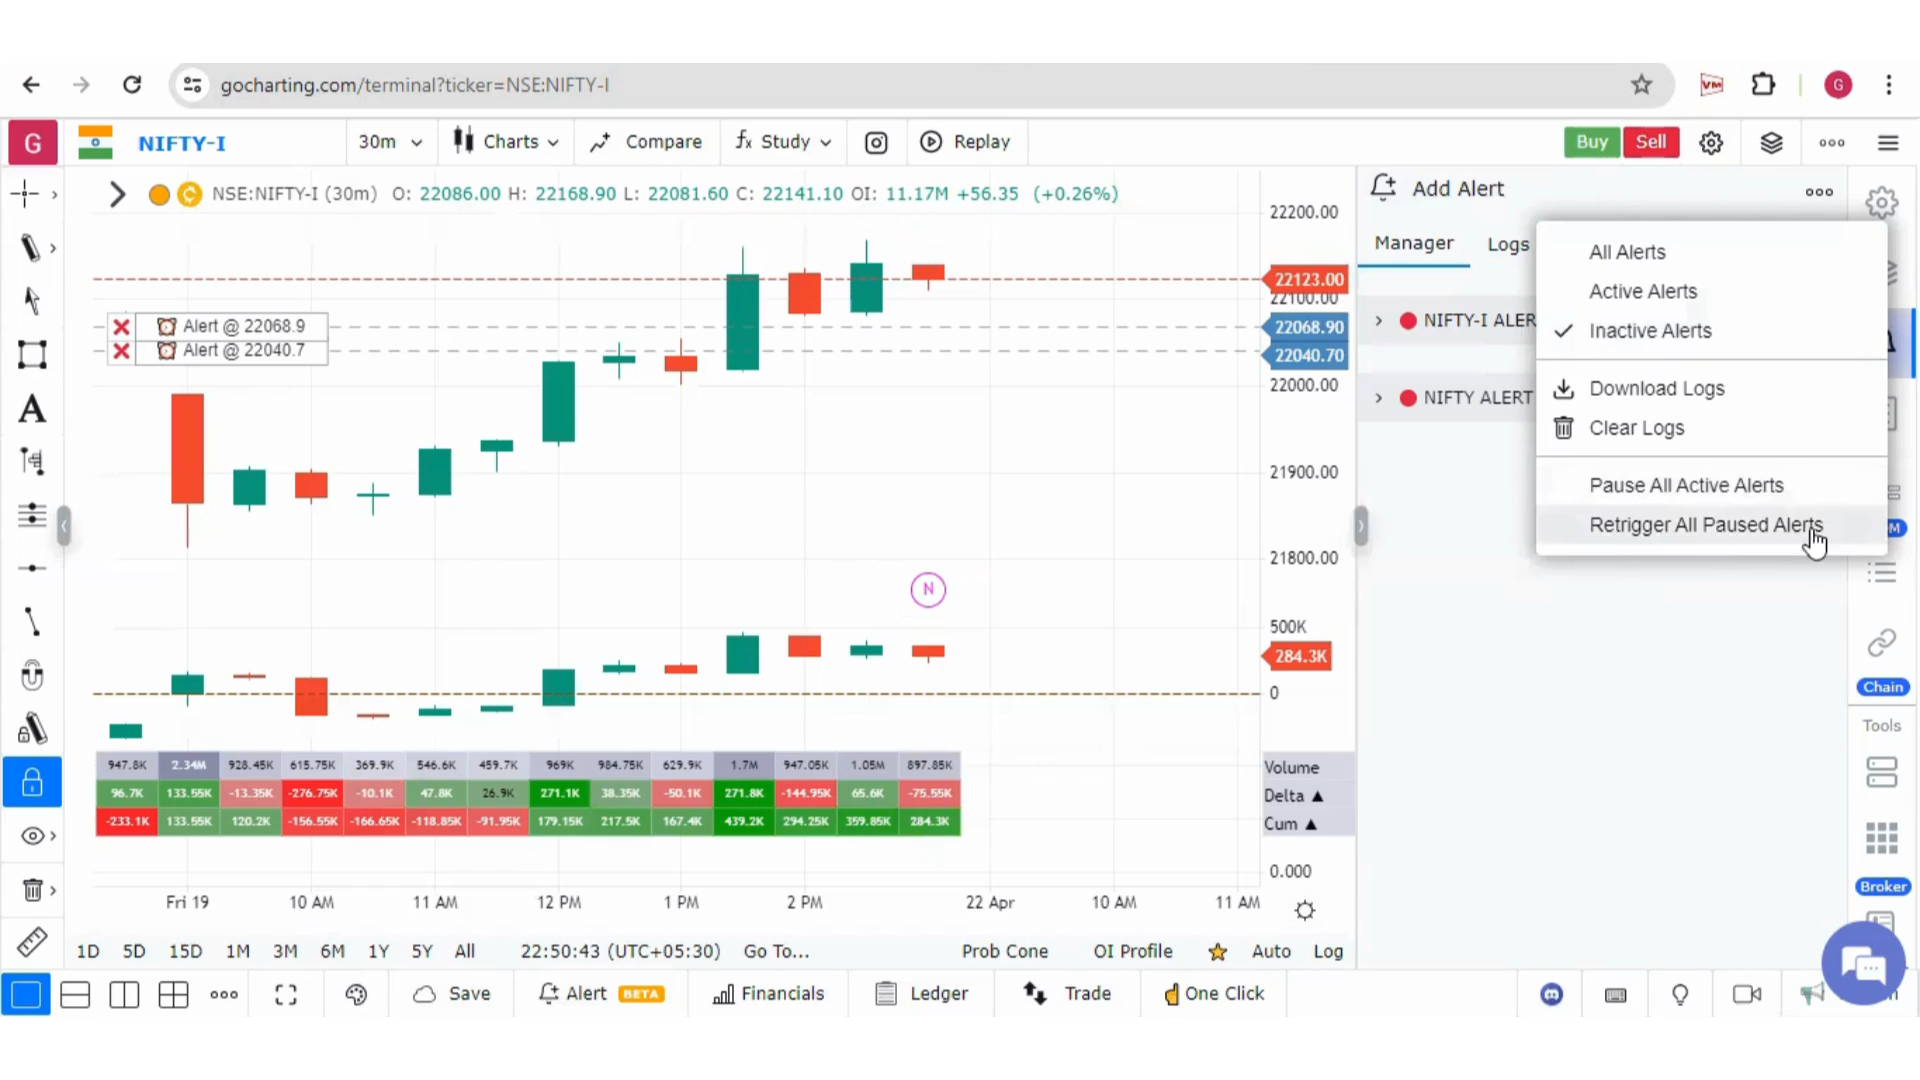 gocharting.com/terminal?ticker=NSE:NIFTY-I
VM
G
G
NIFTY-I
30m
Charts
Compare
fx Study
Replay
Buy
Sell
NSE:NIFTY-I (30m) O: 22086.00 H: 22168.90 L: 22081.60 C: 22141.10 OI: 11.17M +56.35 (+0.26%)
22200.00
22123.00
22100.00
Alert @ 22068.9
22068.90
Alert @ 22040.7
22040.70
22000.00
21900.00
21800.00
N
500K
284.3K
0
947.8K 2.34M 928.45K 615.75K 369.9K 546.6K 459.7K 969K 984.75K 629.9K 1.7M 947.05K 1.05M 897.85K Volume
96.7K 133.55K -13.35K -276.75K -10.1K 47.8K 26.9K 271.1K 38.35K -50.1K 271.8K -144.95K 65.6K -75.55K Delta ▲
-233.1K 133.55K 120.2K -156.55K -166.65K -118.85K -91.95K 179.15K 217.5K 167.4K 439.2K 294.25K 359.85K 284.3K Cum ▲
0.000
Fri 19 10 AM 11 AM 12 PM 1 PM 2 PM 22 Apr 10 AM 11 AM
1D 5D 15D 1M 3M 6M 1Y 5Y All 22:50:43 (UTC+05:30) Go To... Prob Cone OI Profile Auto Log
Save
Alert BETA
Financials
Ledger
Trade
One Click
Add Alert
Manager Logs
NIFTY-I ALER
NIFTY ALERT
All Alerts
Active Alerts
Inactive Alerts
Download Logs
Clear Logs
Pause All Active Alerts
Retrigger All Paused Alerts
M
Chain
Tools
Broker